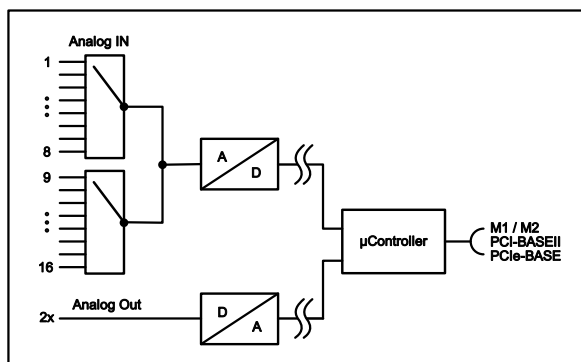 Analog IN
1
8
9
16
A
D
µController
M1 / M2
PCI-BASEII
PCIe-BASE
Analog Out
2x
D
A